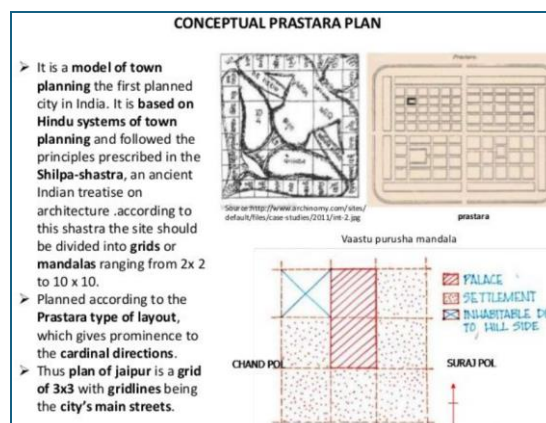 CONCEPTUAL PRASTARA PLAN
➢ It is a model of town
planning the first planned
city in India. It is based on
Hindu systems of town
planning and followed the
principles prescribed in the
Shilpa-shastra, an ancient
Indian treatise on
architecture .according to
this shastra the site should
be divided into grids or
mandalas ranging from 2x 2
to 10 x 10.
➢ Planned according to the
Prastara type of layout,
which gives prominence to
the cardinal directions.
➢ Thus plan of jaipur is a grid
of 3x3 with gridlines being
the city's main streets.
Source:http://www.archinomy.com/sites/
default/files/case-studies/2011/int-2.jpg
Prastara.
prastara
Vaastu purusha mandala
PALACE
SETTLEMENT
INHABITABLE D
TO HILL SIDE
CHAND POL
SURAJ POL